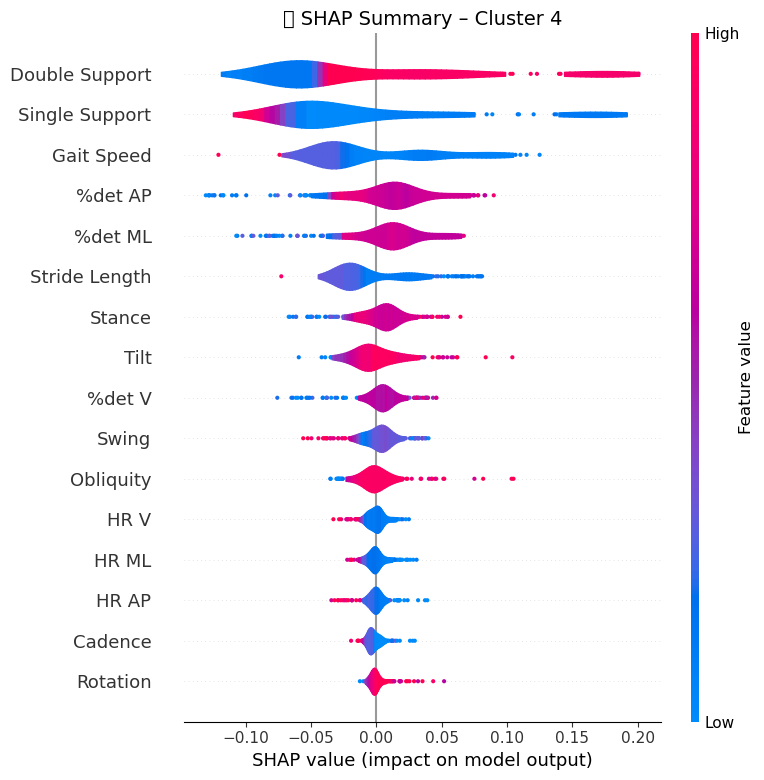 SHAP Summary – Cluster 4
High
Double Support
Single Support
Gait Speed
%det AP
%det ML
Stride Length
Stance
Tilt
%det V
Swing
Obliquity
HR V
HR ML
HR AP
Cadence
Rotation
Feature value
Low
−0.10 −0.05 0.00 0.05 0.10 0.15 0.20
SHAP value (impact on model output)